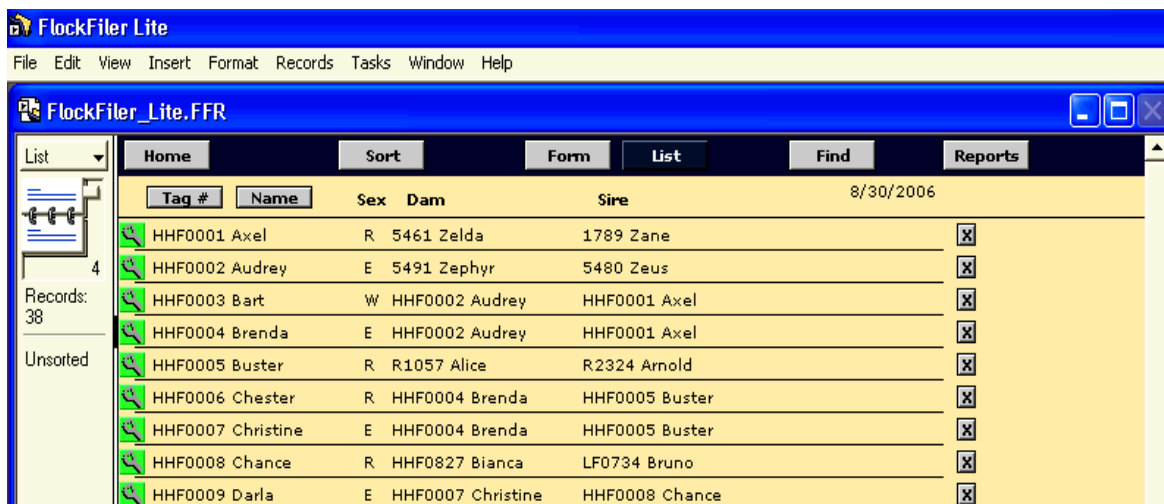 FlockFiler Lite
File Edit View Insert Format Records Tasks Window Help
FlockFiler_Lite.FFR
List Home Sort Form List Find Reports
Tag # Name Sex Dam Sire 8/30/2006
HHF0001 Axel R 5461 Zelda 1789 Zane X
4 HHF0002 Audrey E 5491 Zephyr 5480 Zeus X
Records: HHF0003 Bart W HHF0002 Audrey HHF0001 Axel X
38
HHF0004 Brenda E HHF0002 Audrey HHF0001 Axel X
Unsorted HHF0005 Buster R R1057 Alice R2324 Arnold X
HHF0006 Chester R HHF0004 Brenda HHF0005 Buster X
HHF0007 Christine E HHF0004 Brenda HHF0005 Buster X
HHF0008 Chance R HHF0827 Bianca LF0734 Bruno X
HHF0009 Darla E HHF0007 Christine HHF0008 Chance X